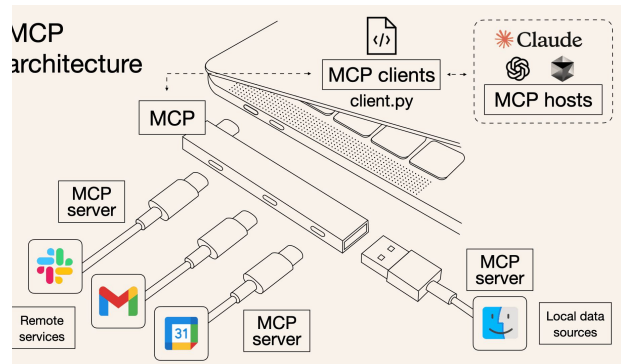 MCP
architecture
MCP clients
client.py
Claude
MCP hosts
MCP
MCP
server
MCP
server
MCP
server
31
Remote
services
Local data
sources